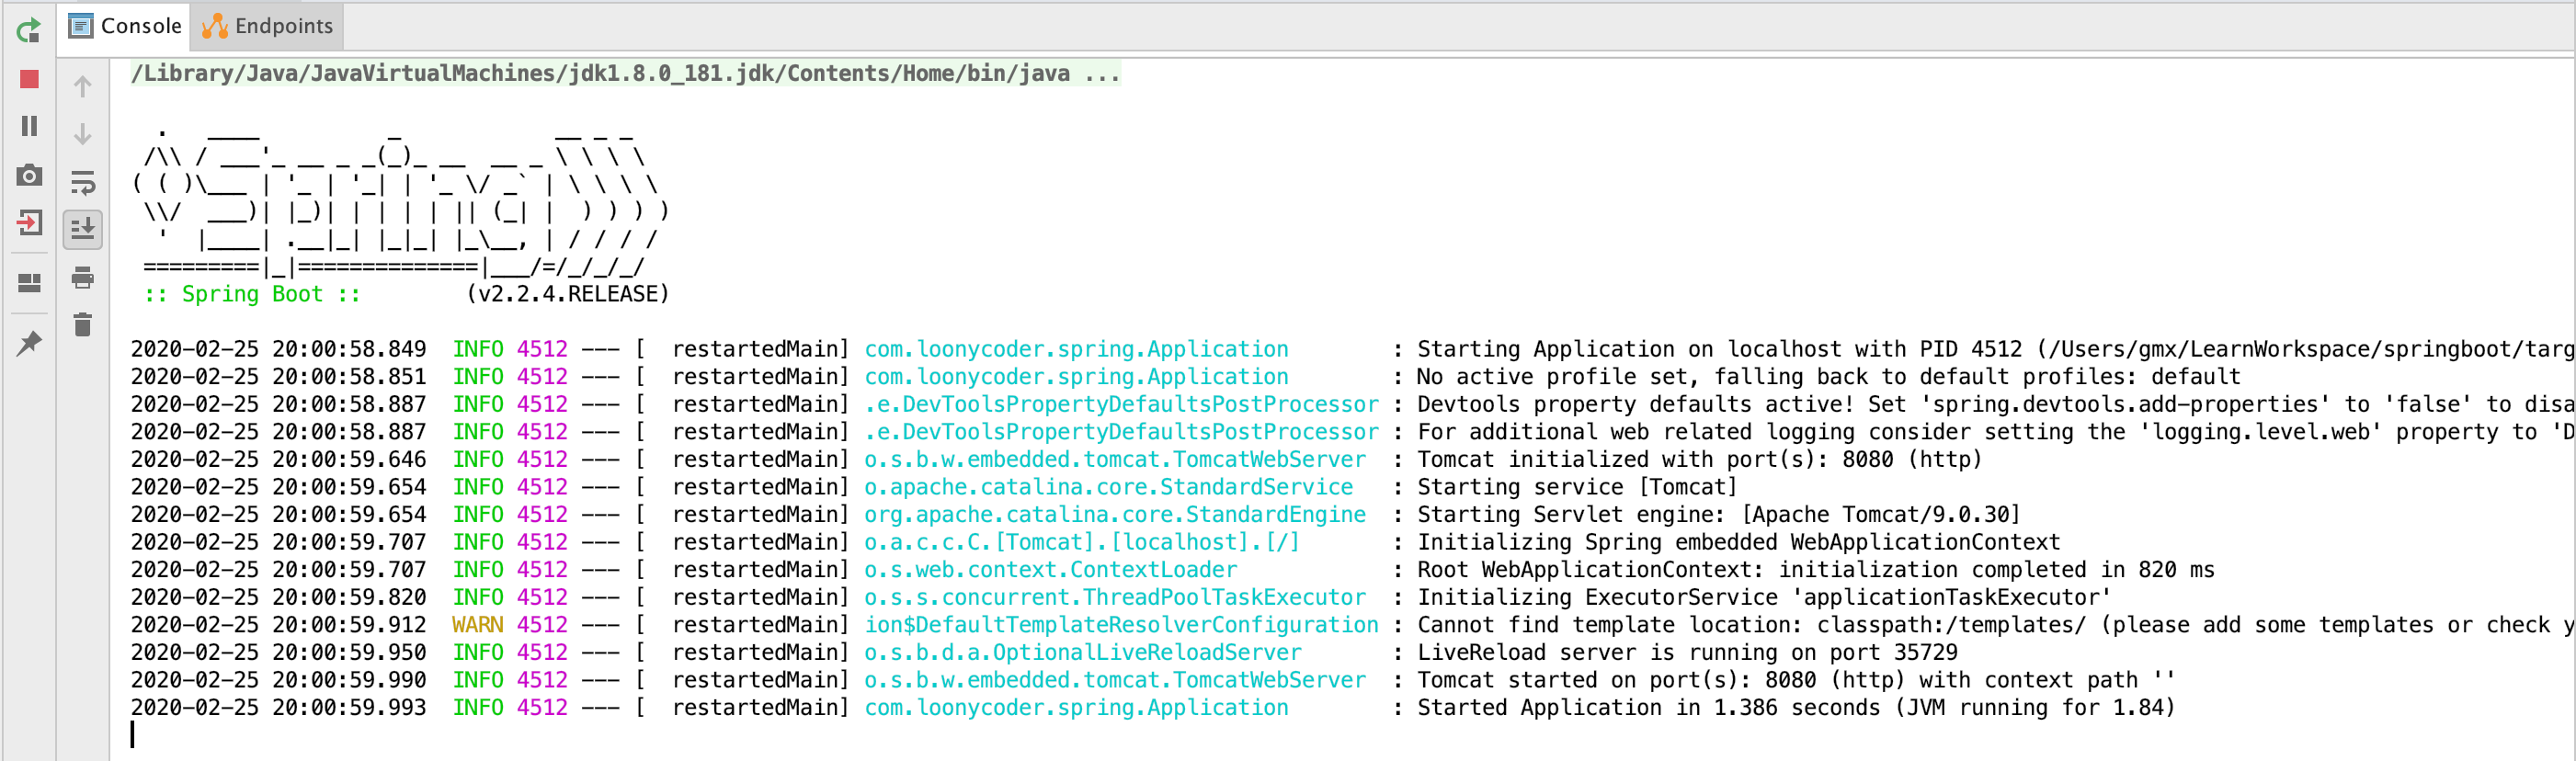 Console Endpoints
/Library/Java/JavaVirtualMachines/jdk1.8.0_181.jdk/Contents/Home/bin/java ...
  .   ____          _            __ _ _
 /\\ / ___'_ __ _ _(_)_ __  __ _ \ \ \ \
( ( )\___ | '_ | '_| | '_ \/ _` | \ \ \ \
 \\/  ___)| |_)| | | | | || (_| |  ) ) ) )
  '  |____| .__|_| |_|_| |_\__, | / / / /
 =========|_|==============|___/=/_/_/_/
 :: Spring Boot ::        (v2.2.4.RELEASE)
2020-02-25 20:00:58.849  INFO 4512 --- [  restartedMain] com.loonycoder.spring.Application        : Starting Application on localhost with PID 4512 (/Users/gmx/LearnWorkspace/springboot/targ
2020-02-25 20:00:58.851  INFO 4512 --- [  restartedMain] com.loonycoder.spring.Application        : No active profile set, falling back to default profiles: default
2020-02-25 20:00:58.887  INFO 4512 --- [  restartedMain] .e.DevToolsPropertyDefaultsPostProcessor : Devtools property defaults active! Set 'spring.devtools.add-properties' to 'false' to disa
2020-02-25 20:00:58.887  INFO 4512 --- [  restartedMain] .e.DevToolsPropertyDefaultsPostProcessor : For additional web related logging consider setting the 'logging.level.web' property to 'D
2020-02-25 20:00:59.646  INFO 4512 --- [  restartedMain] o.s.b.w.embedded.tomcat.TomcatWebServer  : Tomcat initialized with port(s): 8080 (http)
2020-02-25 20:00:59.654  INFO 4512 --- [  restartedMain] o.apache.catalina.core.StandardService   : Starting service [Tomcat]
2020-02-25 20:00:59.654  INFO 4512 --- [  restartedMain] org.apache.catalina.core.StandardEngine  : Starting Servlet engine: [Apache Tomcat/9.0.30]
2020-02-25 20:00:59.707  INFO 4512 --- [  restartedMain] o.a.c.c.C.[Tomcat].[localhost].[/]       : Initializing Spring embedded WebApplicationContext
2020-02-25 20:00:59.707  INFO 4512 --- [  restartedMain] o.s.web.context.ContextLoader            : Root WebApplicationContext: initialization completed in 820 ms
2020-02-25 20:00:59.820  INFO 4512 --- [  restartedMain] o.s.s.concurrent.ThreadPoolTaskExecutor  : Initializing ExecutorService 'applicationTaskExecutor'
2020-02-25 20:00:59.912  WARN 4512 --- [  restartedMain] ion$DefaultTemplateResolverConfiguration : Cannot find template location: classpath:/templates/ (please add some templates or check y
2020-02-25 20:00:59.950  INFO 4512 --- [  restartedMain] o.s.b.d.a.OptionalLiveReloadServer       : LiveReload server is running on port 35729
2020-02-25 20:00:59.990  INFO 4512 --- [  restartedMain] o.s.b.w.embedded.tomcat.TomcatWebServer  : Tomcat started on port(s): 8080 (http) with context path ''
2020-02-25 20:00:59.993  INFO 4512 --- [  restartedMain] com.loonycoder.spring.Application        : Started Application in 1.386 seconds (JVM running for 1.84)